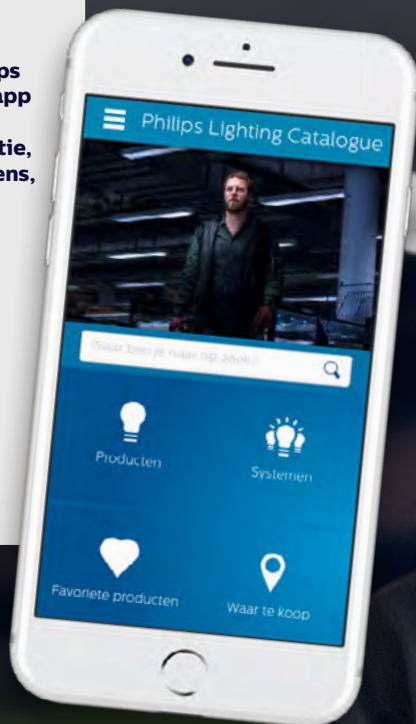 ps
app
tie,
ens,
Philips Lighting Catalogue
Waar ben je naar op zoek?
Producten
Systemen
Favoriete producten
Waar te koop